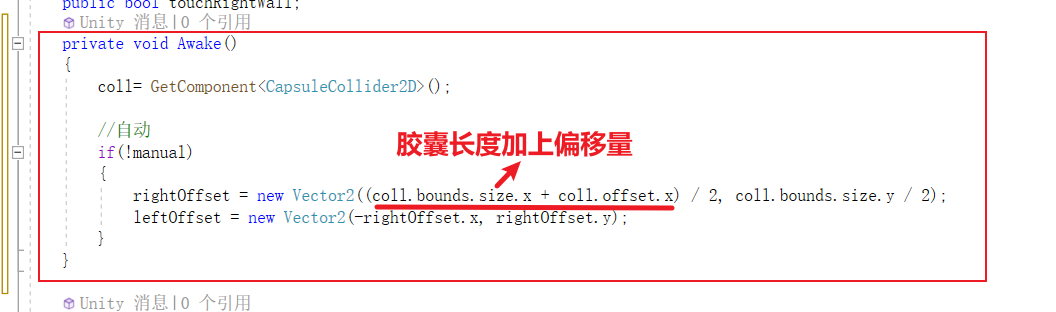 public bool touchRightWall;
Unity 消息|0 个引用
private void Awake()
{
coll= GetComponent<CapsuleCollider2D>();
//自动
胶囊长度加上偏移量
if(!manual)
{
rightOffset = new Vector2((coll.bounds.size.x + coll.offset.x) / 2, coll.bounds.size.y / 2);
leftOffset = new Vector2(-rightOffset.x, rightOffset.y);
}
}
Unity 消息|0 个引用